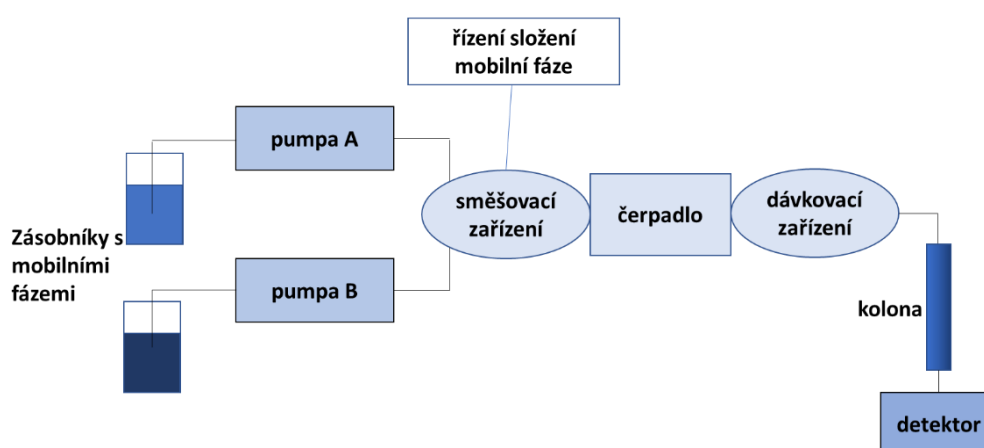 řízení složení
mobilní fáze
pumpa A
směšovací
zařízení
čerpadlo
dávkovací
zařízení
Zásobníky s
mobilními
fázemi
pumpa B
kolona
detektor